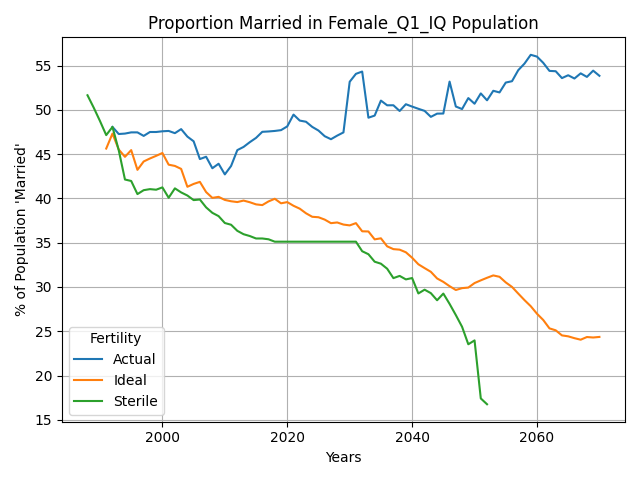 Proportion Married in Female_Q1_IQ Population
% of Population 'Married'
55
50
45
40
35
30
25
20
15
Fertility
Actual
Ideal
Sterile
2000
2020
2040
2060
Years